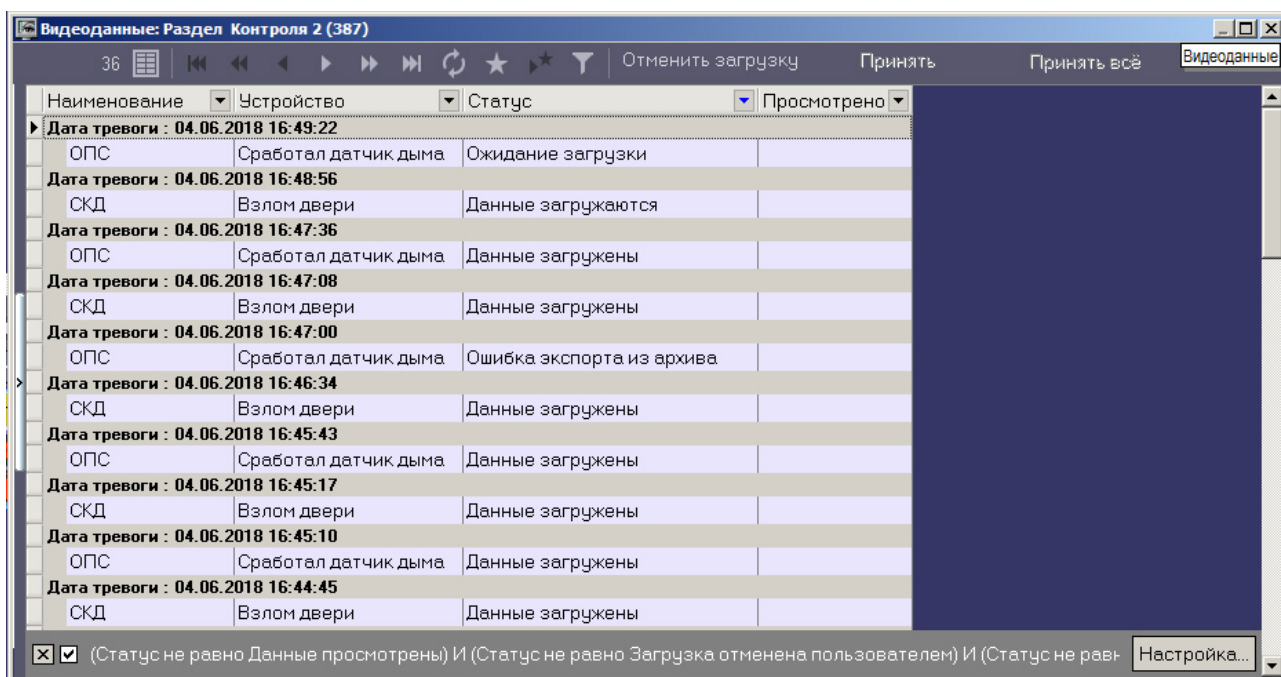 Видеоданные: Раздел Контроля 2 (387)
36 Отменить загрузку Принять Принять всё Видеоданные
Наименование Устройство Статус Просмотрено
Дата тревоги : 04.06.2018 16:49:22
ОПС Сработал датчик дыма Ожидание загрузки
Дата тревоги : 04.06.2018 16:48:56
СКД Взлом двери Данные загружаются
Дата тревоги : 04.06.2018 16:47:36
ОПС Сработал датчик дыма Данные загружены
Дата тревоги : 04.06.2018 16:47:08
СКД Взлом двери Данные загружены
Дата тревоги : 04.06.2018 16:47:00
ОПС Сработал датчик дыма Ошибка экспорта из архива
Дата тревоги : 04.06.2018 16:46:34
СКД Взлом двери Данные загружены
Дата тревоги : 04.06.2018 16:45:43
ОПС Сработал датчик дыма Данные загружены
Дата тревоги : 04.06.2018 16:45:17
СКД Взлом двери Данные загружены
Дата тревоги : 04.06.2018 16:45:10
ОПС Сработал датчик дыма Данные загружены
Дата тревоги : 04.06.2018 16:44:45
СКД Взлом двери Данные загружены
(Статус не равно Данные просмотрены) И (Статус не равно Загрузка отменена пользователем) И (Статус не Настройка...